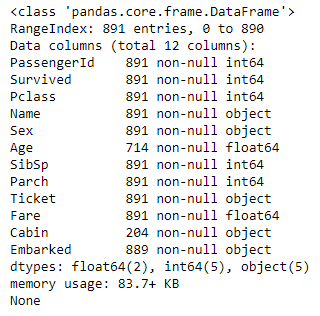 <class 'pandas.core.frame.DataFrame'>
RangeIndex: 891 entries, 0 to 890
Data columns (total 12 columns):
PassengerId    891 non-null int64
Survived       891 non-null int64
Pclass         891 non-null int64
Name           891 non-null object
Sex            891 non-null object
Age            714 non-null float64
SibSp          891 non-null int64
Parch          891 non-null int64
Ticket         891 non-null object
Fare           891 non-null float64
Cabin          204 non-null object
Embarked       889 non-null object
dtypes: float64(2), int64(5), object(5)
memory usage: 83.7+ KB
None